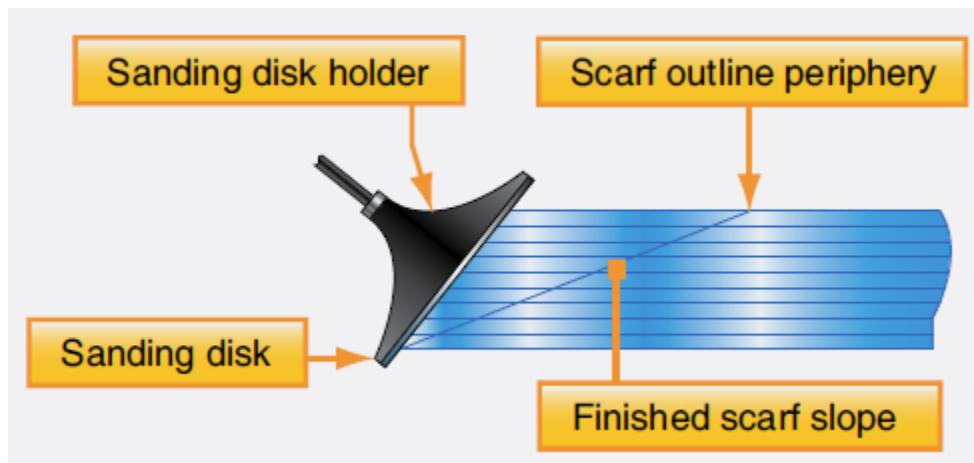 Sanding disk holder
Scarf outline periphery
Sanding disk
Finished scarf slope